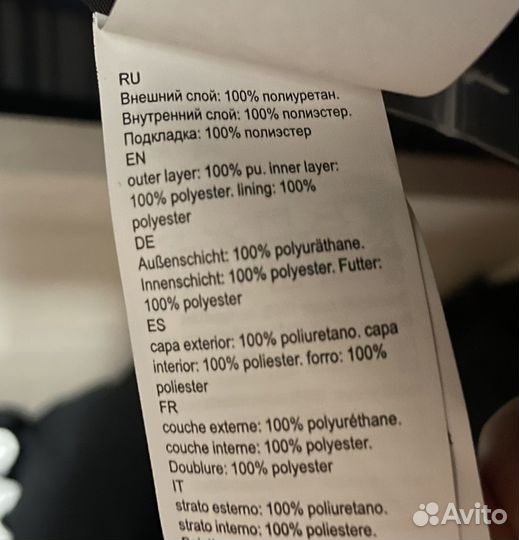 RU
Внешний слой: 100% полиуретан.
Внутренний слой: 100% полиэстер.
Подкладка: 100% полиэстер
EN
outer layer: 100% pu. inner layer:
100% polyester. lining: 100%
polyester
DE
Außenschicht: 100% polyuräthane.
Innenschicht: 100% polyester. Futter:
100% polyester
ES
capa exterior: 100% poliuretano. capa
interior: 100% poliester. forro: 100%
poliester
FR
couche externe: 100% polyuréthane.
couche interne: 100% polyester.
Doublure: 100% polyester
IT
strato esterno: 100% poliuretano.
strato interno: 100% poliestere.
Avito